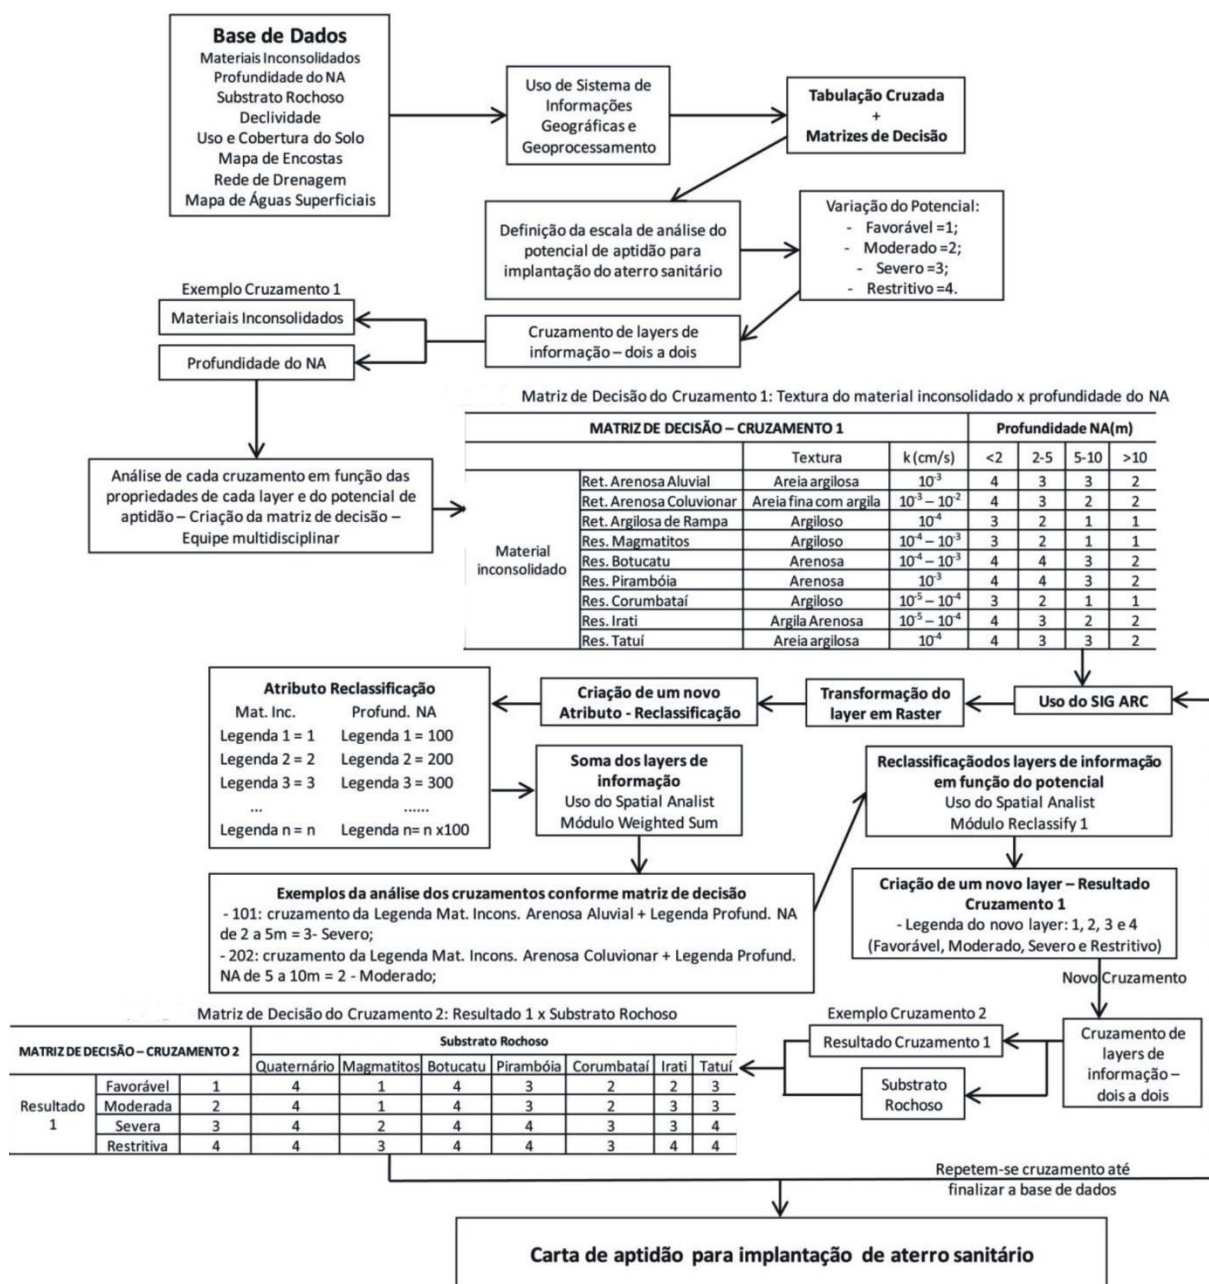 Base de Dados
Materiais Inconsolidados
Profundidade do NA
Substrato Rochoso
Declividade
Uso e Cobertura do Solo
Mapa de Encostas
Rede de Drenagem
Mapa de Águas Superficiais
Uso de Sistema de
Informações
Geográficas e
Geoprocessamento
Tabulação Cruzada
+
Matrizes de Decisão
Definição da escala de análise do
potencial de aptidão para
implantação do aterro sanitário
Variação do Potencial:
- Favorável =1;
- Moderado =2;
- Severo =3;
- Restritivo =4.
Exemplo Cruzamento 1
Materiais Inconsolidados
Profundidade do NA
Cruzamento de layers de
informação – dois a dois
Análise de cada cruzamento em função das
propriedades de cada layer e do potencial de
aptidão – Criação da matriz de decisão –
Equipe multidisciplinar
Matriz de Decisão do Cruzamento 1: Textura do material inconsolidado x profundidade do NA
MATRIZ DE DECISÃO – CRUZAMENTO 1 Profundidade NA(m)
Textura k (cm/s) <2 2-5 5-10 >10
Material
inconsolidado
Ret. Arenosa Aluvial Areia argilosa 10⁻³ 4 3 3 2
Ret. Arenosa Coluvionar Areia fina com argila 10⁻³ – 10⁻² 4 3 2 2
Ret. Argilosa de Rampa Argiloso 10⁻⁴ 3 2 1 1
Res. Magmatitos Argiloso 10⁻⁴ – 10⁻³ 3 2 1 1
Res. Botucatu Arenosa 10⁻⁴ – 10⁻³ 4 4 3 2
Res. Pirambóia Arenosa 10⁻³ 4 4 3 2
Res. Corumbataí Argiloso 10⁻⁵ – 10⁻⁴ 3 2 1 1
Res. Irati Argila Arenosa 10⁻⁵ – 10⁻⁴ 4 3 2 2
Res. Tatuí Areia argilosa 10⁻⁴ 4 3 3 2
Uso do SIG ARC
Transformação do
layer em Raster
Criação de um novo
Atributo - Reclassificação
Atributo Reclassificação
Mat. Inc. Profund. NA
Legenda 1 = 1 Legenda 1 = 100
Legenda 2 = 2 Legenda 2 = 200
Legenda 3 = 3 Legenda 3 = 300
... ......
Legenda n = n Legenda n= n x100
Soma dos layers de
informação
Uso do Spatial Analist
Módulo Weighted Sum
Exemplos da análise dos cruzamentos conforme matriz de decisão
- 101: cruzamento da Legenda Mat. Incons. Arenosa Aluvial + Legenda Profund. NA
de 2 a 5m = 3- Severo;
- 202: cruzamento da Legenda Mat. Incons. Arenosa Coluvionar + Legenda Profund.
NA de 5 a 10m = 2 - Moderado;
Reclassificaçãodos layers de informação
em função do potencial
Uso do Spatial Analist
Módulo Reclassify 1
Criação de um novo layer – Resultado
Cruzamento 1
- Legenda do novo layer: 1, 2, 3 e 4
(Favorável, Moderado, Severo e Restritivo)
Novo Cruzamento
Cruzamento de
layers de
informação –
dois a dois
Exemplo Cruzamento 2
Resultado Cruzamento 1
Substrato
Rochoso
Matriz de Decisão do Cruzamento 2: Resultado 1 x Substrato Rochoso
MATRIZ DE DECISÃO – CRUZAMENTO 2 Substrato Rochoso
Quaternário Magmatitos Botucatu Pirambóia Corumbataí Irati Tatuí
Resultado
1
Favorável 1 4 1 4 3 2 2 3
Moderada 2 4 1 4 3 2 3 3
Severa 3 4 2 4 4 3 3 4
Restritiva 4 4 3 4 4 3 4 4
Repetem-se cruzamento até
finalizar a base de dados
Carta de aptidão para implantação de aterro sanitário